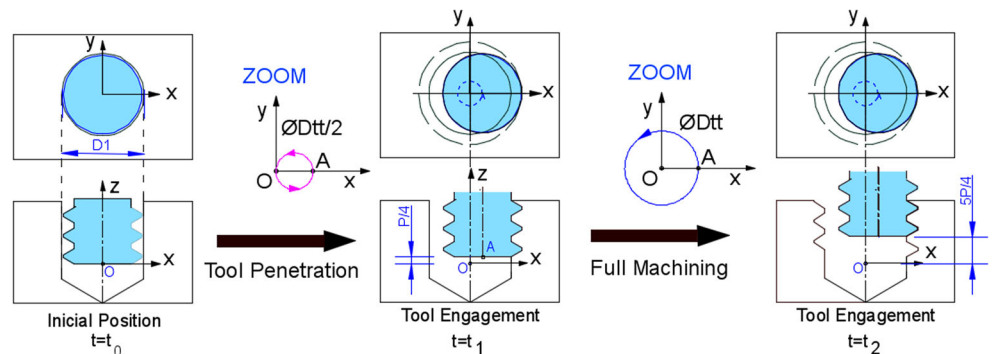 y
x
D1
z
x
O
Inicial Position
t=t0
ZOOM
y
ØDtt/2
A
O
x
Tool Penetration
y
x
z
P/4
A
O
x
Tool Engagement
t=t1
ZOOM
y
ØDtt
A
O
x
Full Machining
y
x
5P/4
x
O
Tool Engagement
t=t2